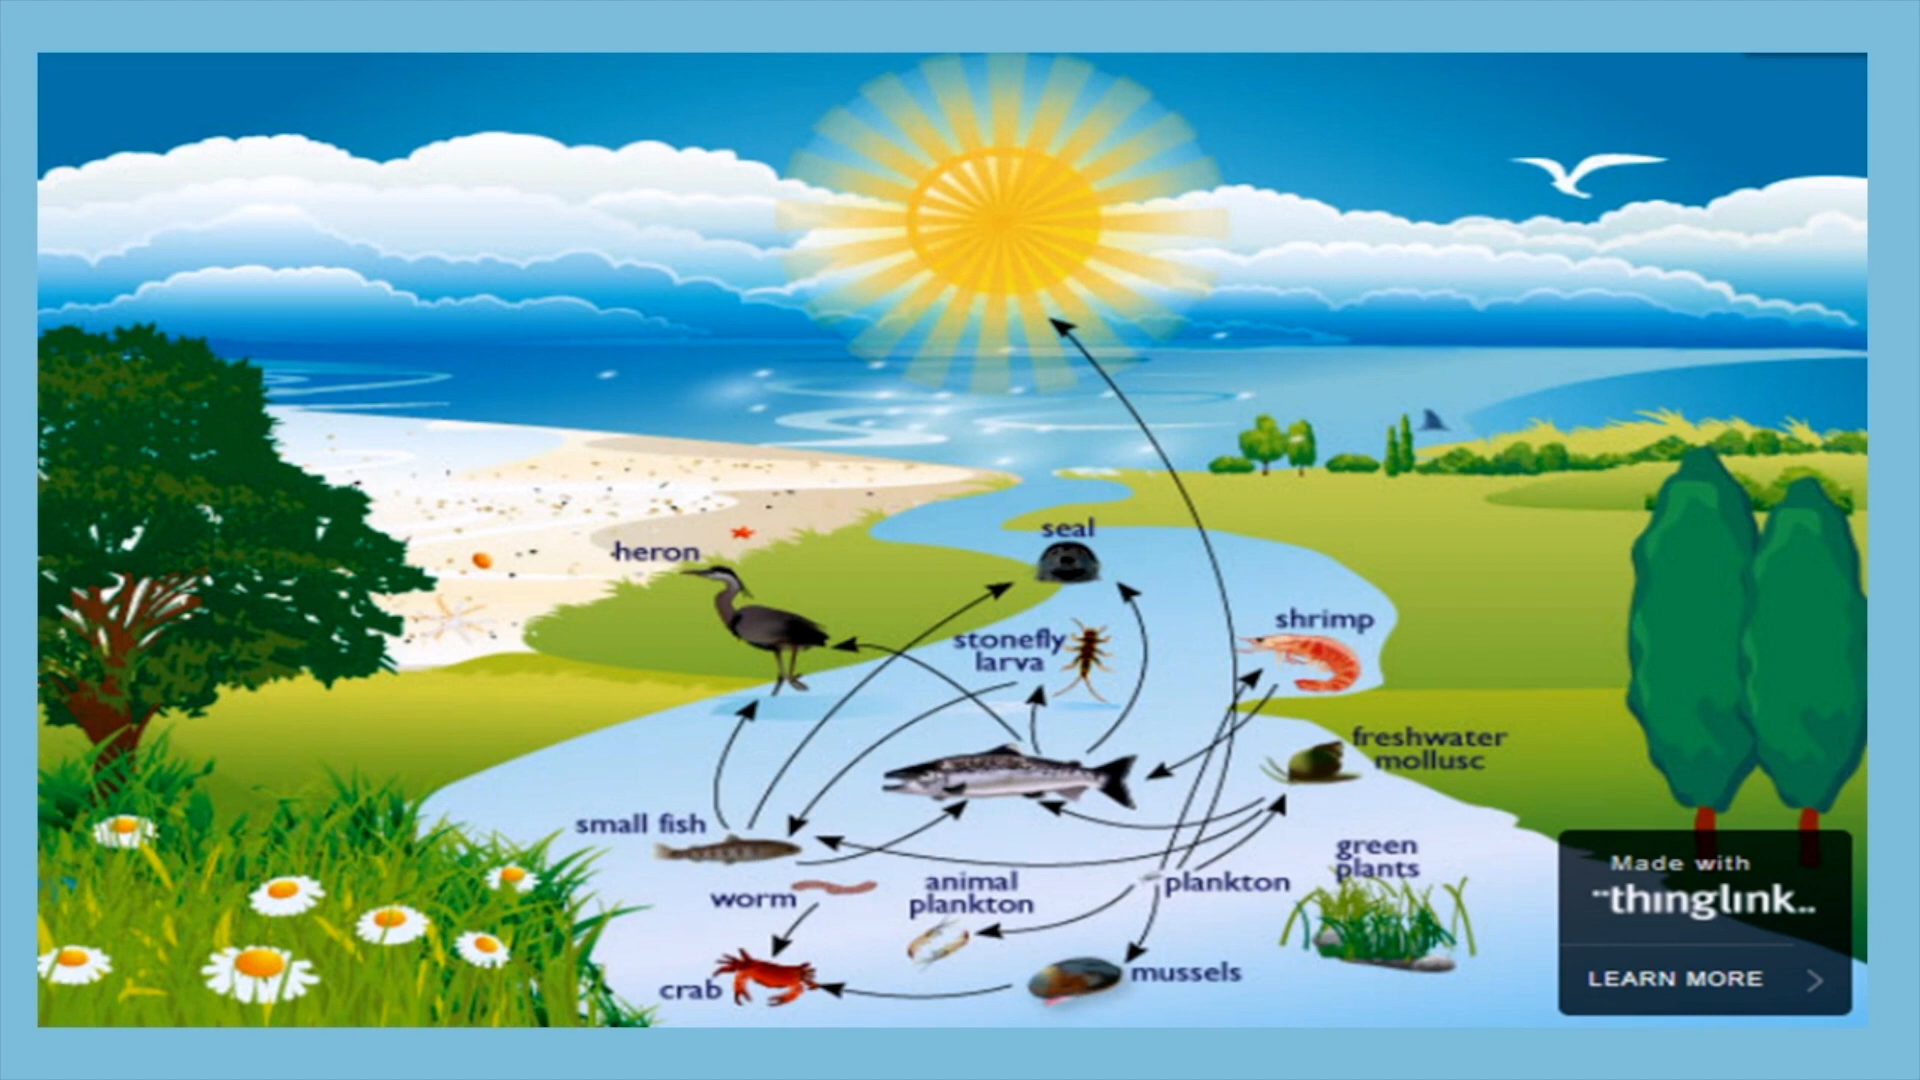 seal
heron
shrimp
stonefly
larva
freshwater
mollusc
small fish
green
plants
worm
animal
plankton
plankton
crab
mussels
Made with
thinglink..
LEARN MORE